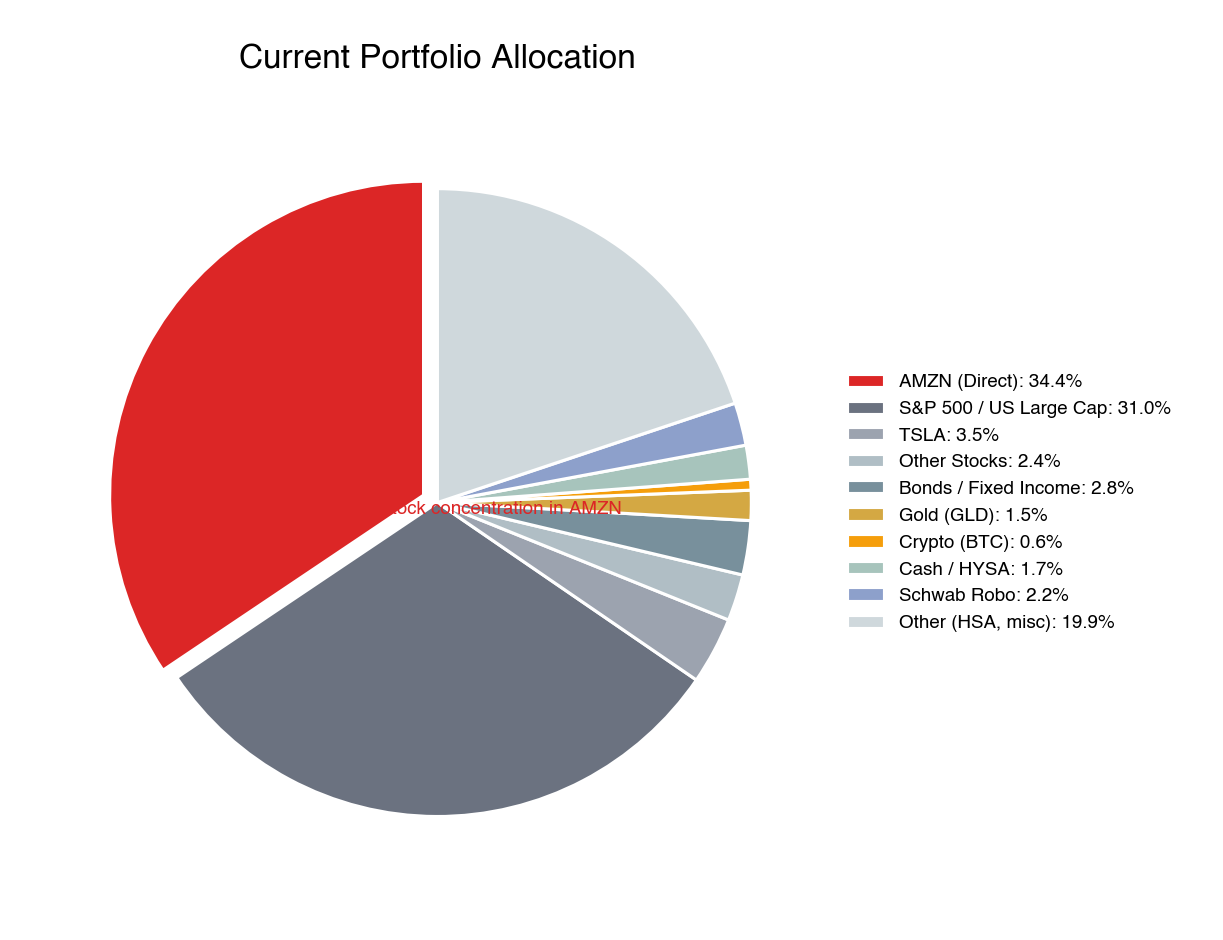 Current Portfolio Allocation
concentration in AMZN
AMZN (Direct): 34.4%
S&P 500 / US Large Cap: 31.0%
TSLA: 3.5%
Other Stocks: 2.4%
Bonds / Fixed Income: 2.8%
Gold (GLD): 1.5%
Crypto (BTC): 0.6%
Cash / HYSA: 1.7%
Schwab Robo: 2.2%
Other (HSA, misc): 19.9%